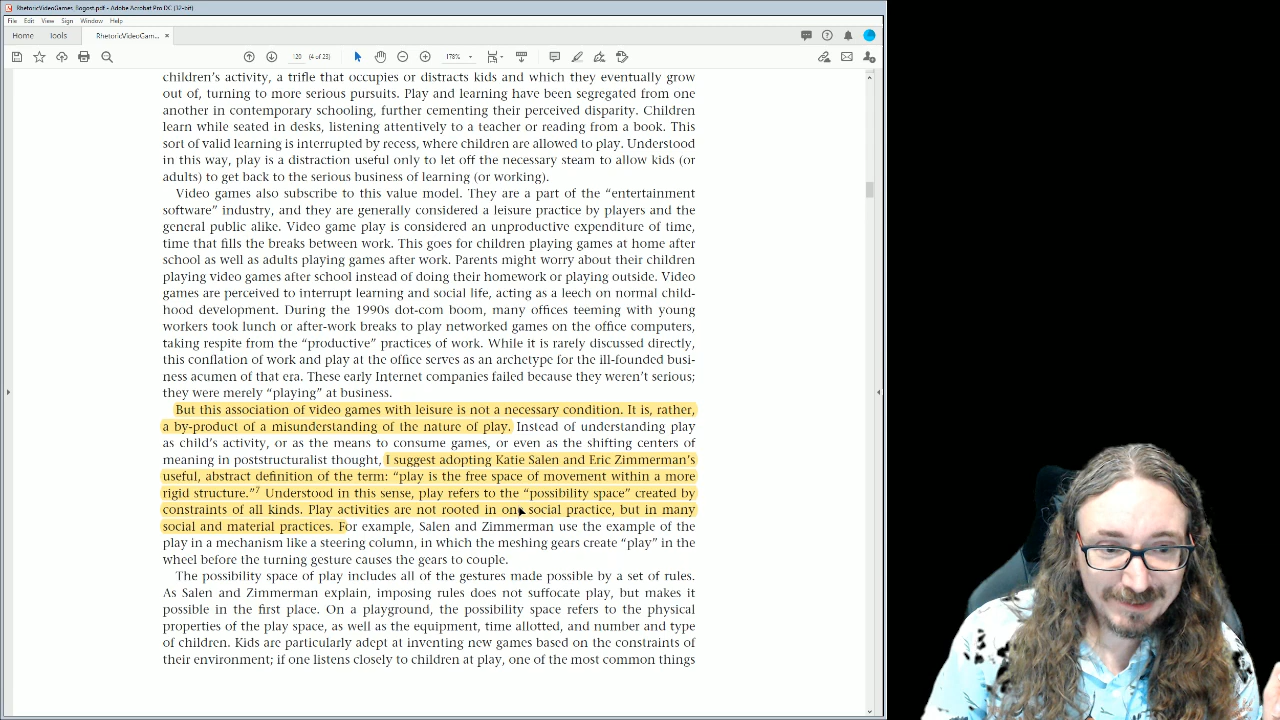 RhetoricVideoGames_Bogost.pdf - Adobe Acrobat Pro DC (32-bit)
File Edit View Sign Window Help
Home Tools RhetoricVideoGam... ×
120 (4 of 23) 178%
children's activity, a trifle that occupies or distracts kids and which they eventually grow
out of, turning to more serious pursuits. Play and learning have been segregated from one
another in contemporary schooling, further cementing their perceived disparity. Children
learn while seated in desks, listening attentively to a teacher or reading from a book. This
sort of valid learning is interrupted by recess, where children are allowed to play. Understood
in this way, play is a distraction useful only to let off the necessary steam to allow kids (or
adults) to get back to the serious business of learning (or working).
Video games also subscribe to this value model. They are a part of the “entertainment
software” industry, and they are generally considered a leisure practice by players and the
general public alike. Video game play is considered an unproductive expenditure of time,
time that fills the breaks between work. This goes for children playing games at home after
school as well as adults playing games after work. Parents might worry about their children
playing video games after school instead of doing their homework or playing outside. Video
games are perceived to interrupt learning and social life, acting as a leech on normal child-
hood development. During the 1990s dot-com boom, many offices teeming with young
workers took lunch or after-work breaks to play networked games on the office computers,
taking respite from the “productive” practices of work. While it is rarely discussed directly,
this conflation of work and play at the office serves as an archetype for the ill-founded busi-
ness acumen of that era. These early Internet companies failed because they weren't serious;
they were merely “playing” at business.
But this association of video games with leisure is not a necessary condition. It is, rather,
a by-product of a misunderstanding of the nature of play. Instead of understanding play
as child's activity, or as the means to consume games, or even as the shifting centers of
meaning in poststructuralist thought, I suggest adopting Katie Salen and Eric Zimmerman's
useful, abstract definition of the term: “play is the free space of movement within a more
rigid structure.”7 Understood in this sense, play refers to the “possibility space” created by
constraints of all kinds. Play activities are not rooted in one social practice, but in many
social and material practices. For example, Salen and Zimmerman use the example of the
play in a mechanism like a steering column, in which the meshing gears create “play” in the
wheel before the turning gesture causes the gears to couple.
The possibility space of play includes all of the gestures made possible by a set of rules.
As Salen and Zimmerman explain, imposing rules does not suffocate play, but makes it
possible in the first place. On a playground, the possibility space refers to the physical
properties of the play space, as well as the equipment, time allotted, and number and type
of children. Kids are particularly adept at inventing new games based on the constraints of
their environment; if one listens closely to children at play, one of the most common things